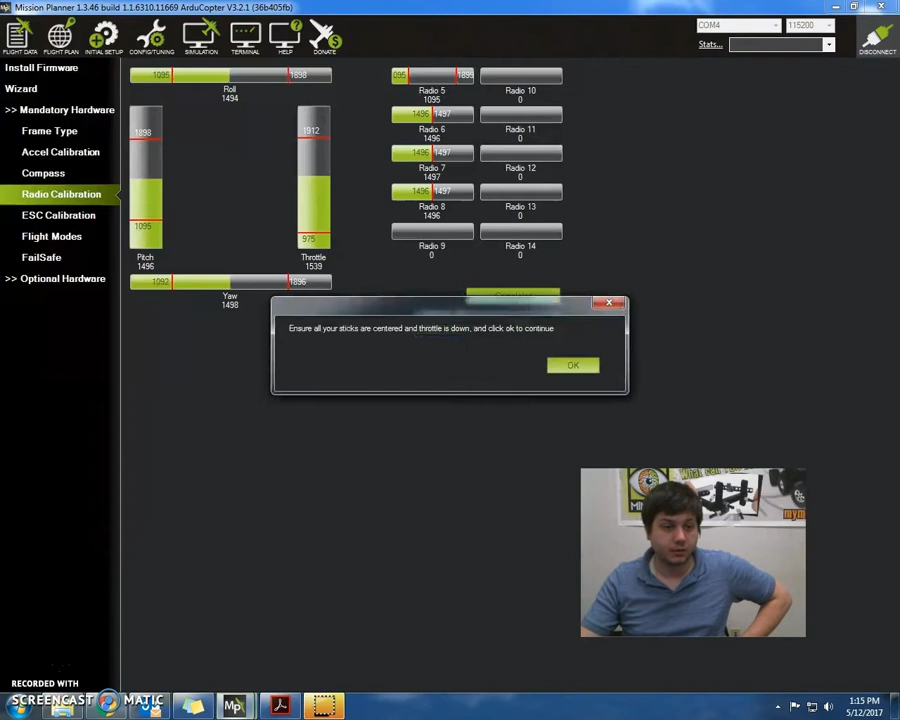 Mission Planner 1.3.46 build 1.1.6310.11669 ArduCopter V3.2.1 (36b405fb)
FLIGHT DATA
FLIGHT PLAN
INITIAL SETUP
CONFIG/TUNING
SIMULATION
TERMINAL
HELP
DONATE
COM4
115200
Stats...
DISCONNECT
Install Firmware
Wizard
>> Mandatory Hardware
Frame Type
Accel Calibration
Compass
Radio Calibration
ESC Calibration
Flight Modes
FailSafe
>> Optional Hardware
1095 1898
Roll
1494
1898
1095
Pitch
1496
1912
975
Throttle
1539
1092 1896
Yaw
1498
095 1899
Radio 5
1095
1496 1497
Radio 6
1496
1496 1497
Radio 7
1497
1496 1497
Radio 8
1496
Radio 9
0
Radio 10
0
Radio 11
0
Radio 12
0
Radio 13
0
Radio 14
0
Ensure all your sticks are centered and throttle is down, and click ok to continue
OK
What can
MIN
mym
RECORDED WITH
SCREENCAST MATIC
1:15 PM
5/12/2017